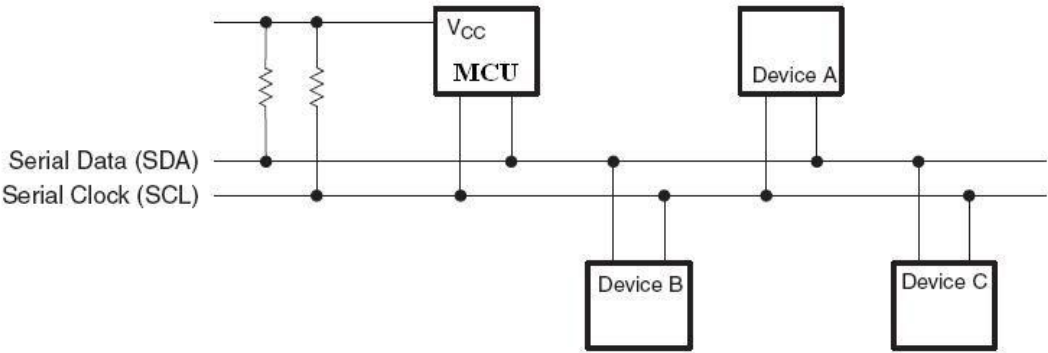 VCC
MCU
Device A
Serial Data (SDA)
Serial Clock (SCL)
Device B
Device C